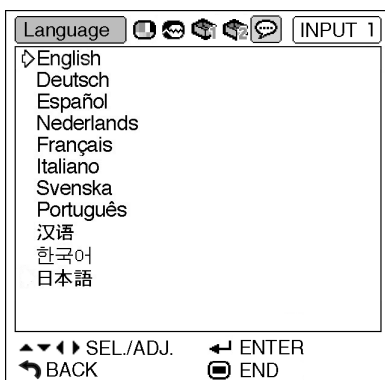 Language INPUT 1
English
Deutsch
Español
Nederlands
Français
Italiano
Svenska
Português
汉语
한국어
日本語
SEL./ADJ. ENTER
BACK END